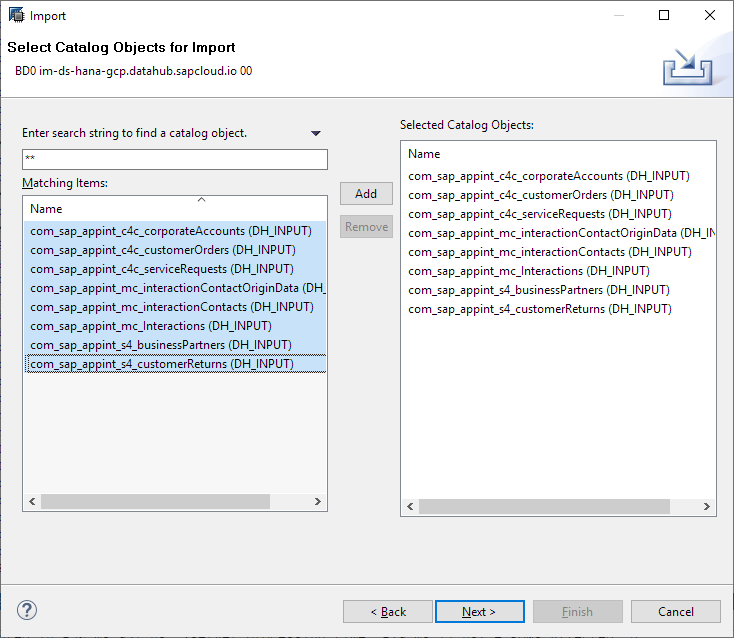 Import
Select Catalog Objects for Import
BD0 im-ds-hana-gcp.datahub.sapcloud.io 00
Enter search string to find a catalog object.
**
Matching Items:
Name
com_sap_appint_c4c_corporateAccounts (DH_INPUT)
com_sap_appint_c4c_customerOrders (DH_INPUT)
com_sap_appint_c4c_serviceRequests (DH_INPUT)
com_sap_appint_mc_interactionContactOriginData (DH_
com_sap_appint_mc_interactionContacts (DH_INPUT)
com_sap_appint_mc_Interactions (DH_INPUT)
com_sap_appint_s4_businessPartners (DH_INPUT)
com_sap_appint_s4_customerReturns (DH_INPUT)
Add
Remove
Selected Catalog Objects:
Name
com_sap_appint_c4c_corporateAccounts (DH_INPUT)
com_sap_appint_c4c_customerOrders (DH_INPUT)
com_sap_appint_c4c_serviceRequests (DH_INPUT)
com_sap_appint_mc_interactionContactOriginData (DH_IN
com_sap_appint_mc_interactionContacts (DH_INPUT)
com_sap_appint_mc_Interactions (DH_INPUT)
com_sap_appint_s4_businessPartners (DH_INPUT)
com_sap_appint_s4_customerReturns (DH_INPUT)
?
< Back
Next >
Finish
Cancel